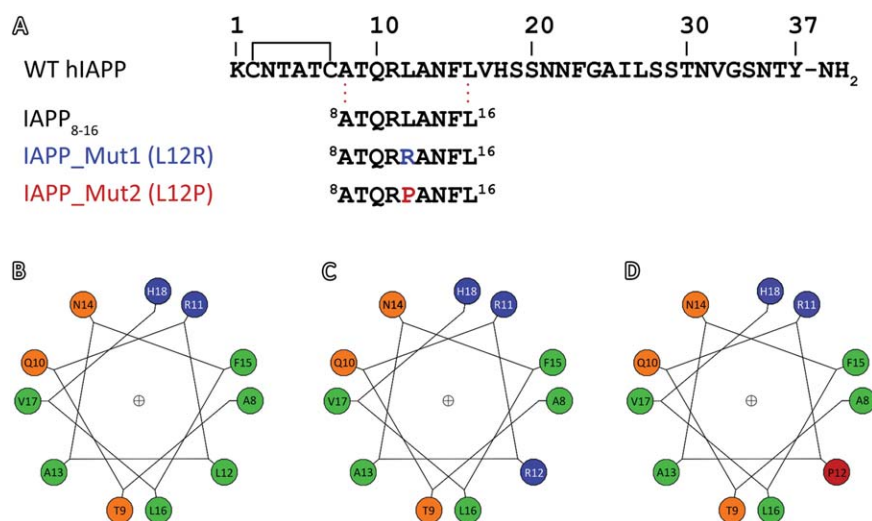 A
1 10 20 30 37
WT hIAPP KCNTATCATQRLANFLVHSSNNFGAILSSTNVGSNTY-NH2
IAPP8-16 8ATQRLANFL16
IAPP_Mut1 (L12R) 8ATQRRANFL16
IAPP_Mut2 (L12P) 8ATQRPANFL16
B C D
H18 H18 H18
N14 R11 N14 R11 N14 R11
Q10 F15 Q10 F15 Q10 F15
V17 A8 V17 A8 V17 A8
A13 L12 A13 R12 A13 P12
T9 L16 T9 L16 T9 L16